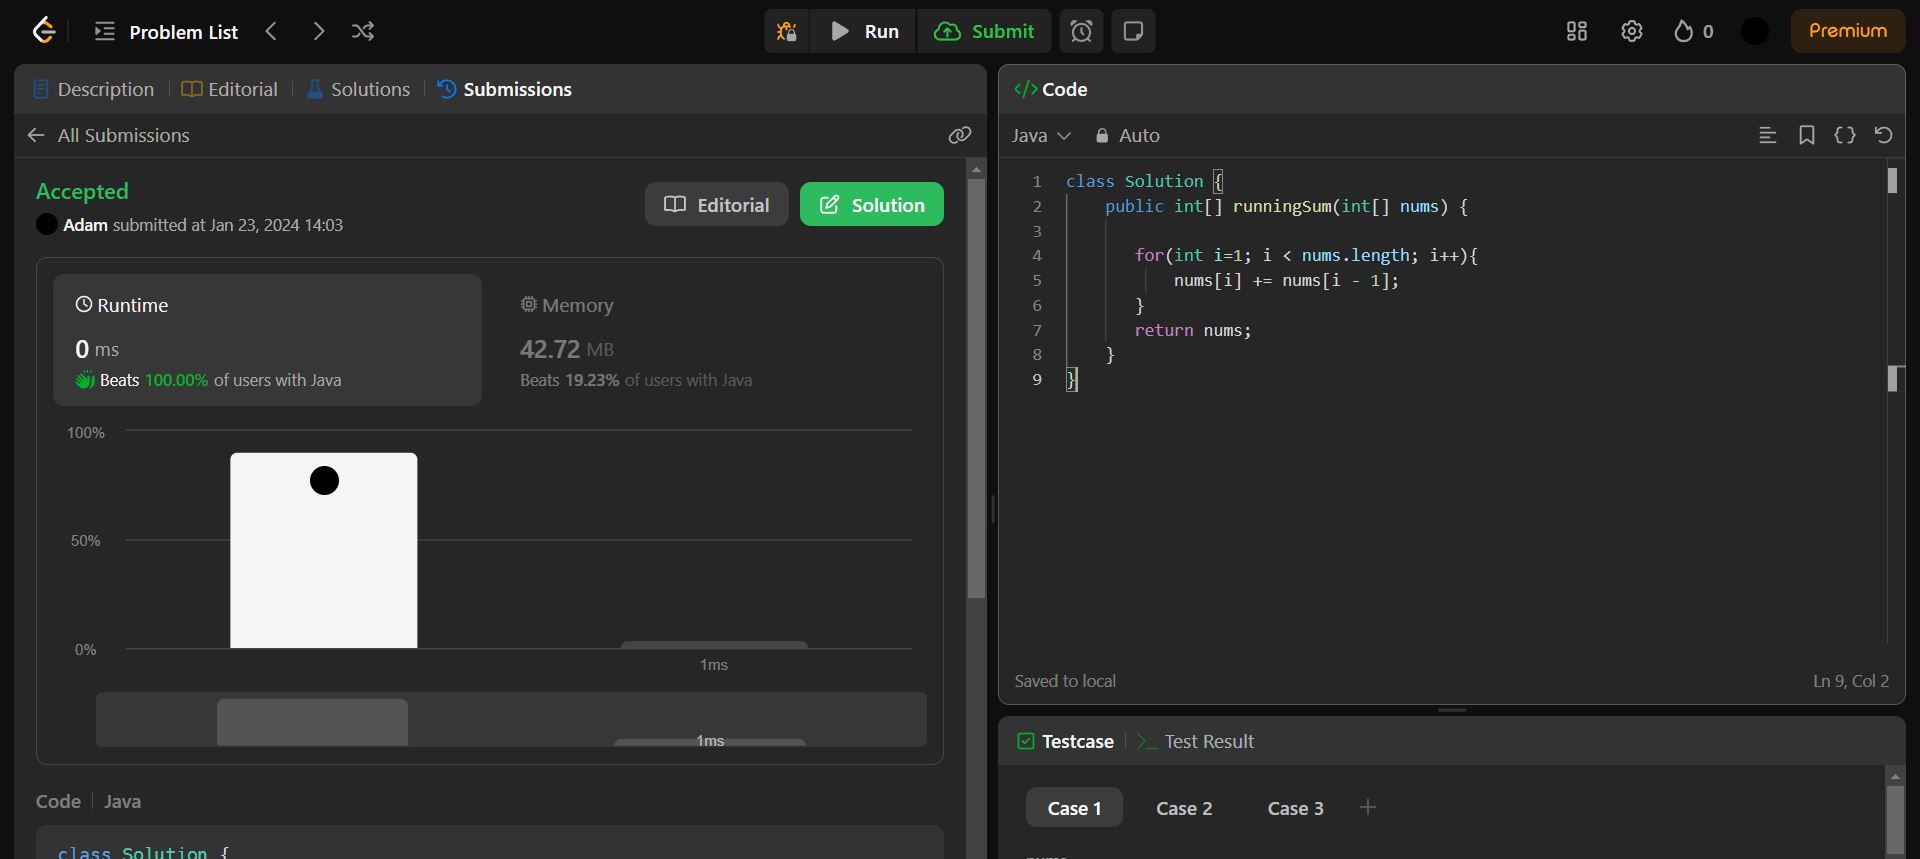 Problem List
Run
Submit
0
Premium
Description
Editorial
Solutions
Submissions
All Submissions
Accepted
Editorial
Solution
Adam submitted at Jan 23, 2024 14:03
Runtime
0 ms
Beats 100.00% of users with Java
Memory
42.72 MB
Beats 19.23% of users with Java
100%
50%
0%
1ms
1ms
Code
Java
class Solution {
Code
Java
Auto
1 class Solution {
2 public int[] runningSum(int[] nums) {
3
4 for(int i=1; i < nums.length; i++){
5 nums[i] += nums[i - 1];
6 }
7 return nums;
8 }
9 }
Saved to local
Ln 9, Col 2
Testcase
Test Result
Case 1
Case 2
Case 3